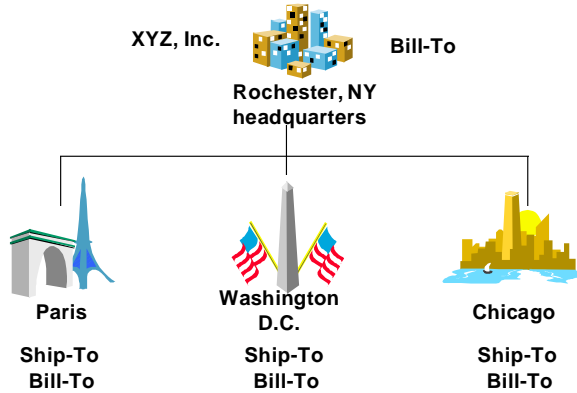 XYZ, Inc.
Bill-To
Rochester, NY
headquarters
Paris
Ship-To
Bill-To
Washington
D.C.
Ship-To
Bill-To
Chicago
Ship-To
Bill-To